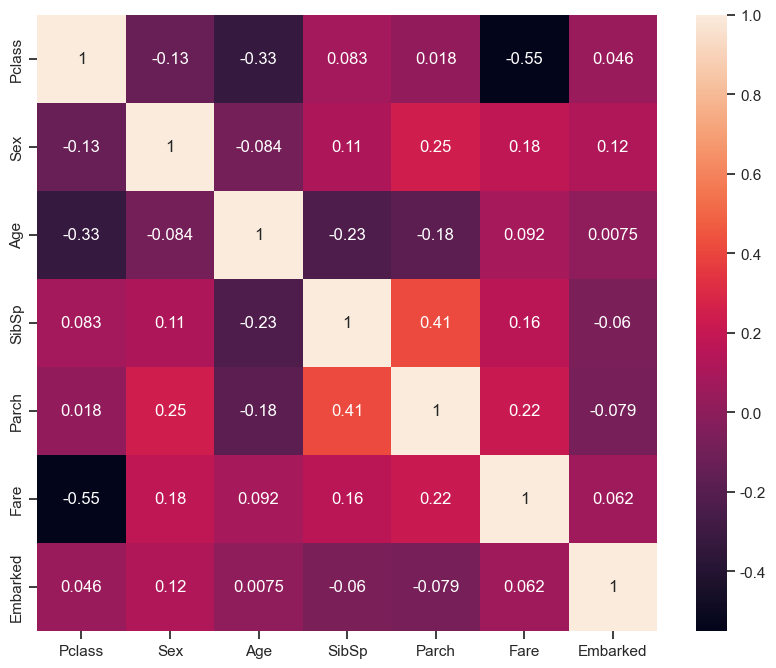 Pclass 1 -0.13 -0.33 0.083 0.018 -0.55 0.046
Sex -0.13 1 -0.084 0.11 0.25 0.18 0.12
Age -0.33 -0.084 1 -0.23 -0.18 0.092 0.0075
SibSp 0.083 0.11 -0.23 1 0.41 0.16 -0.06
Parch 0.018 0.25 -0.18 0.41 1 0.22 -0.079
Fare -0.55 0.18 0.092 0.16 0.22 1 0.062
Embarked 0.046 0.12 0.0075 -0.06 -0.079 0.062 1
Pclass Sex Age SibSp Parch Fare Embarked
1.0
0.8
0.6
0.4
0.2
0.0
-0.2
-0.4